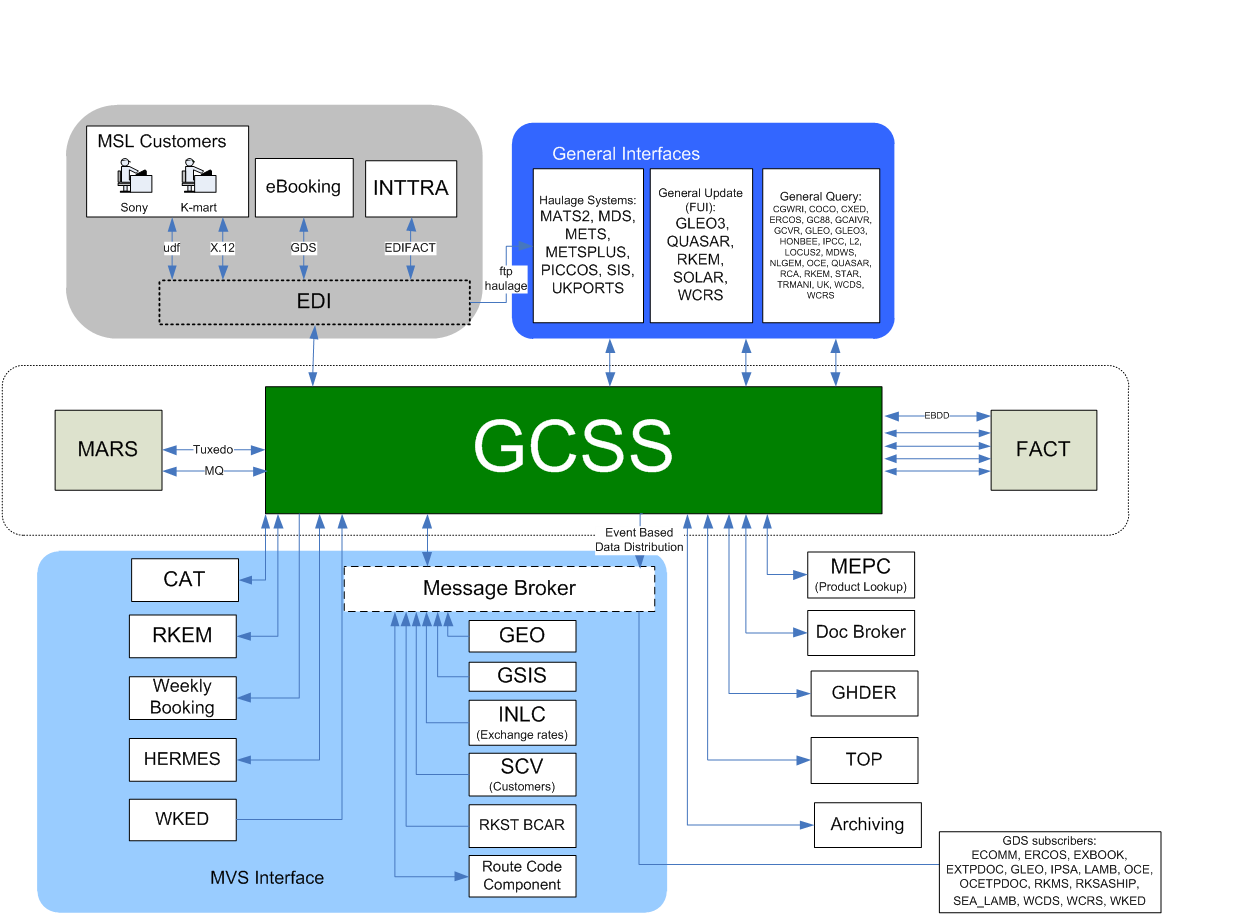 MSL Customers
Sony
K-mart
eBooking
INTTRA
udf
X.12
GDS
EDIFACT
EDI
ftp
haulage
General Interfaces
Haulage Systems:
MATS2, MDS,
METS,
METSPLUS,
PICCOS, SIS,
UKPORTS
General Update
(FUI):
GLEO3,
QUASAR,
RKEM,
SOLAR,
WCRS
General Query:
CGWRI, COCO, CXED,
ERCOS, GC88, GCAIVR,
GCVR, GLEO, GLEO3,
HONBEE, IPCC, L2,
LOCUS2, MDWS,
NLGEM, OCE, QUASAR,
RCA, RKEM, STAR,
TRMANI, UK, WCDS,
WCRS
MARS
Tuxedo
MQ
GCSS
EBDD
FACT
Event Based
Data Distribution
CAT
RKEM
Weekly
Booking
HERMES
WKED
MVS Interface
Message Broker
GEO
GSIS
INLC
(Exchange rates)
SCV
(Customers)
RKST BCAR
Route Code
Component
MEPC
(Product Lookup)
Doc Broker
GHDER
TOP
Archiving
GDS subscribers:
ECOMM, ERCOS, EXBOOK,
EXTPDOC, GLEO, IPSA, LAMB, OCE,
OCETPDOC, RKMS, RKSASHIP,
SEA_LAMB, WCDS, WCRS, WKED